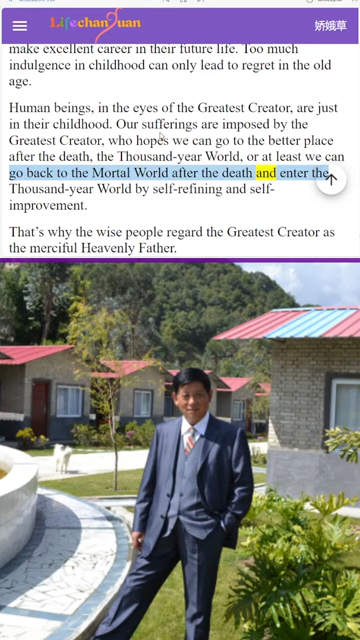 Lifechanyuan
娇娥草
make excellent career in their future life. Too much
indulgence in childhood can only lead to regret in the old
age.
Human beings, in the eyes of the Greatest Creator, are just
in their childhood. Our sufferings are imposed by the
Greatest Creator, who hopes we can go to the better place
after the death, the Thousand-year World, or at least we can
go back to the Mortal World after the death and enter the
Thousand-year World by self-refining and self-
improvement.
That's why the wise people regard the Greatest Creator as
the merciful Heavenly Father.